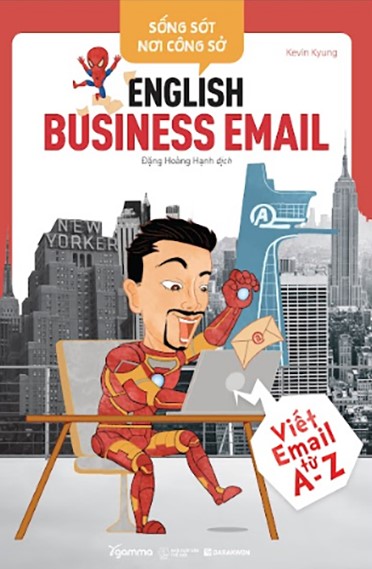 SỐNG SÓT
NƠI CÔNG SỞ
Kevin Kyung
ENGLISH
BUSINESS EMAIL
Đặng Hoàng Hạnh dịch
NEW
YORKER
A
@
Viết
Email
từ
A-Z
gamma
DARAKWON